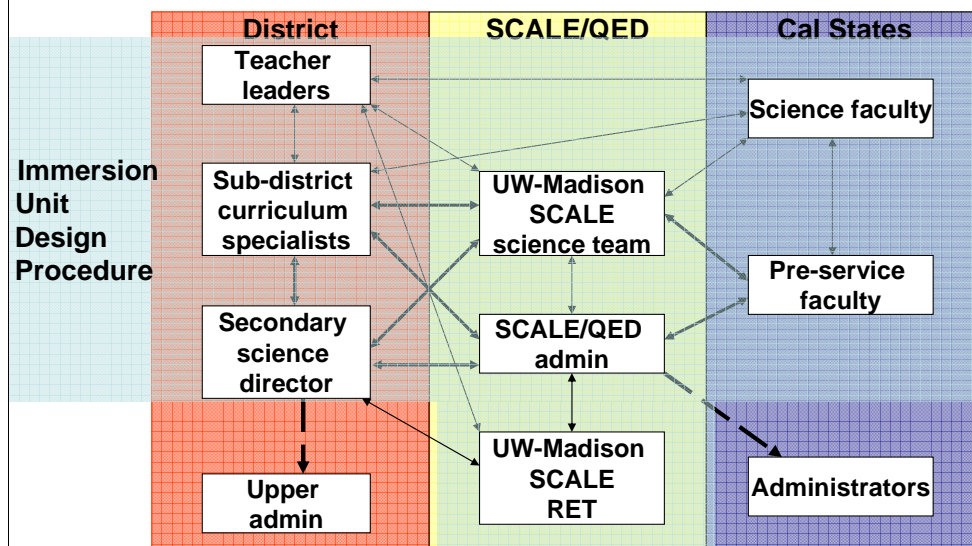 District
SCALE/QED
Cal States
Teacher
leaders
Science faculty
Immersion
Unit
Design
Procedure
Sub-district
curriculum
specialists
UW-Madison
SCALE
science team
Pre-service
faculty
Secondary
science
director
SCALE/QED
admin
Upper
admin
UW-Madison
SCALE
RET
Administrators